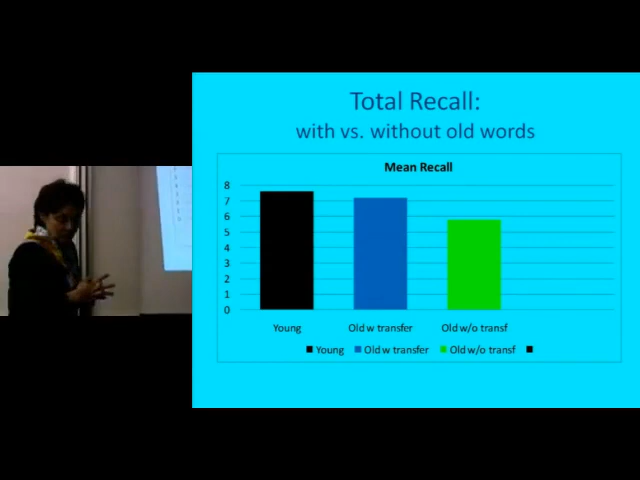 Total Recall:
with vs. without old words
Mean Recall
8
7
6
5
4
3
2
1
0
Young Old w transfer Old w/o transf
Young Old w transfer Old w/o transf